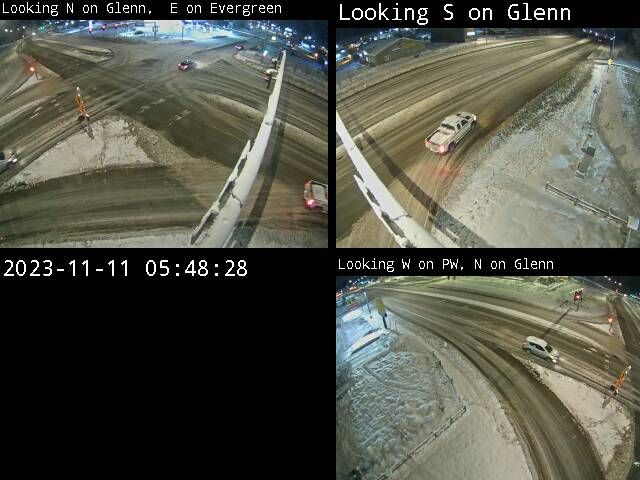 Looking N on Glenn,  E on Evergreen
Looking S on Glenn
2023-11-11 05:48:28
Looking W on PW, N on Glenn